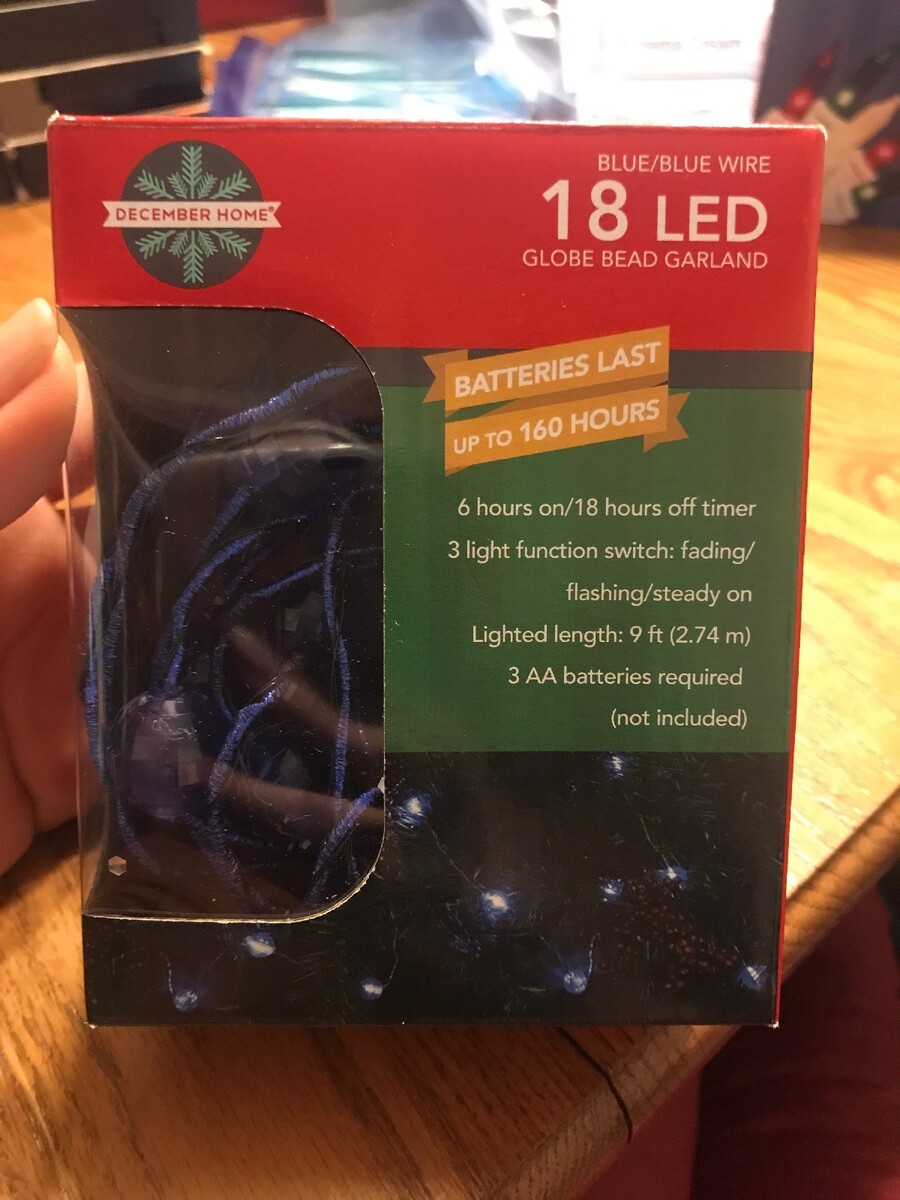 DECEMBER HOME®
BLUE/BLUE WIRE
18 LED
GLOBE BEAD GARLAND
BATTERIES LAST
UP TO 160 HOURS
6 hours on/18 hours off timer
3 light function switch: fading/
flashing/steady on
Lighted length: 9 ft (2.74 m)
3 AA batteries required
(not included)